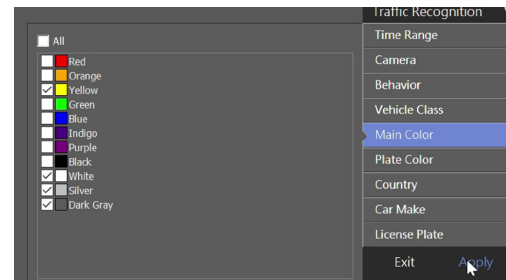 All
Red
Orange
Yellow
Green
Blue
Indigo
Purple
Black
White
Silver
Dark Gray
Traffic Recognition
Time Range
Camera
Behavior
Vehicle Class
Main Color
Plate Color
Country
Car Make
License Plate
Exit Apply